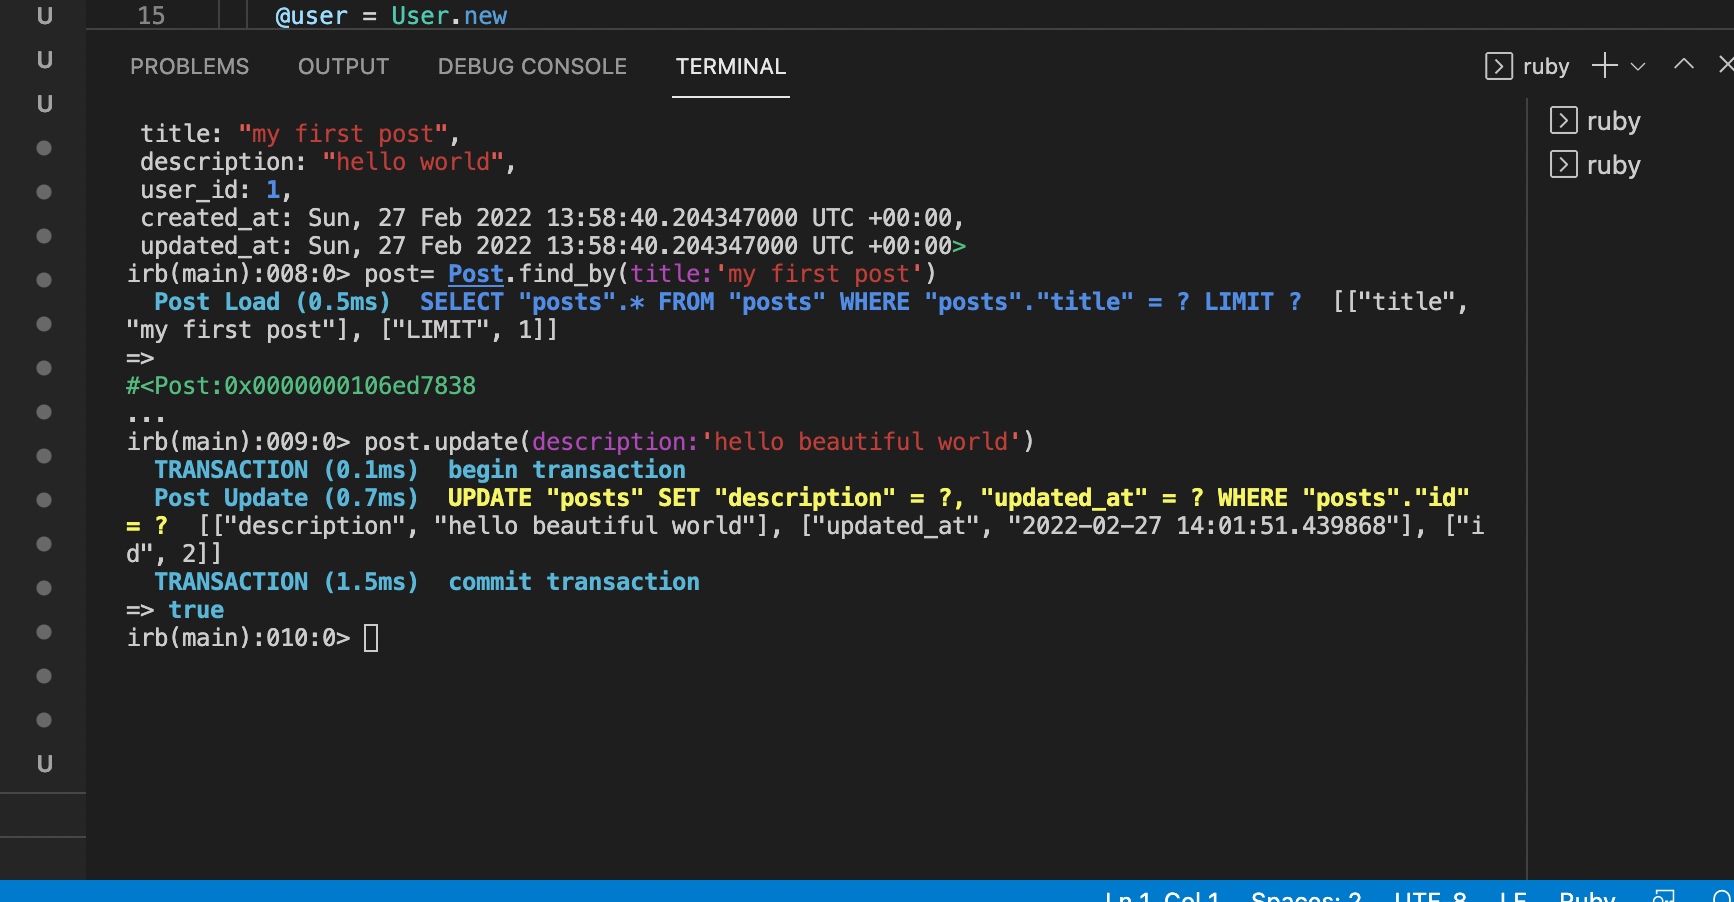 U
15 @user = User.new
U
PROBLEMS OUTPUT DEBUG CONSOLE TERMINAL ruby
U
ruby
ruby
title: "my first post",
description: "hello world",
user_id: 1,
created_at: Sun, 27 Feb 2022 13:58:40.204347000 UTC +00:00,
updated_at: Sun, 27 Feb 2022 13:58:40.204347000 UTC +00:00>
irb(main):008:0> post= Post.find_by(title:'my first post')
Post Load (0.5ms) SELECT "posts".* FROM "posts" WHERE "posts"."title" = ? LIMIT ? [["title",
"my first post"], ["LIMIT", 1]]
=>
#<Post:0x0000000106ed7838
...
irb(main):009:0> post.update(description:'hello beautiful world')
TRANSACTION (0.1ms) begin transaction
Post Update (0.7ms) UPDATE "posts" SET "description" = ?, "updated_at" = ? WHERE "posts"."id"
= ? [["description", "hello beautiful world"], ["updated_at", "2022-02-27 14:01:51.439868"], ["i
d", 2]]
TRANSACTION (1.5ms) commit transaction
=> true
irb(main):010:0>
U
Ln 1, Col 1 Spaces: 2 UTF-8 LF Ruby